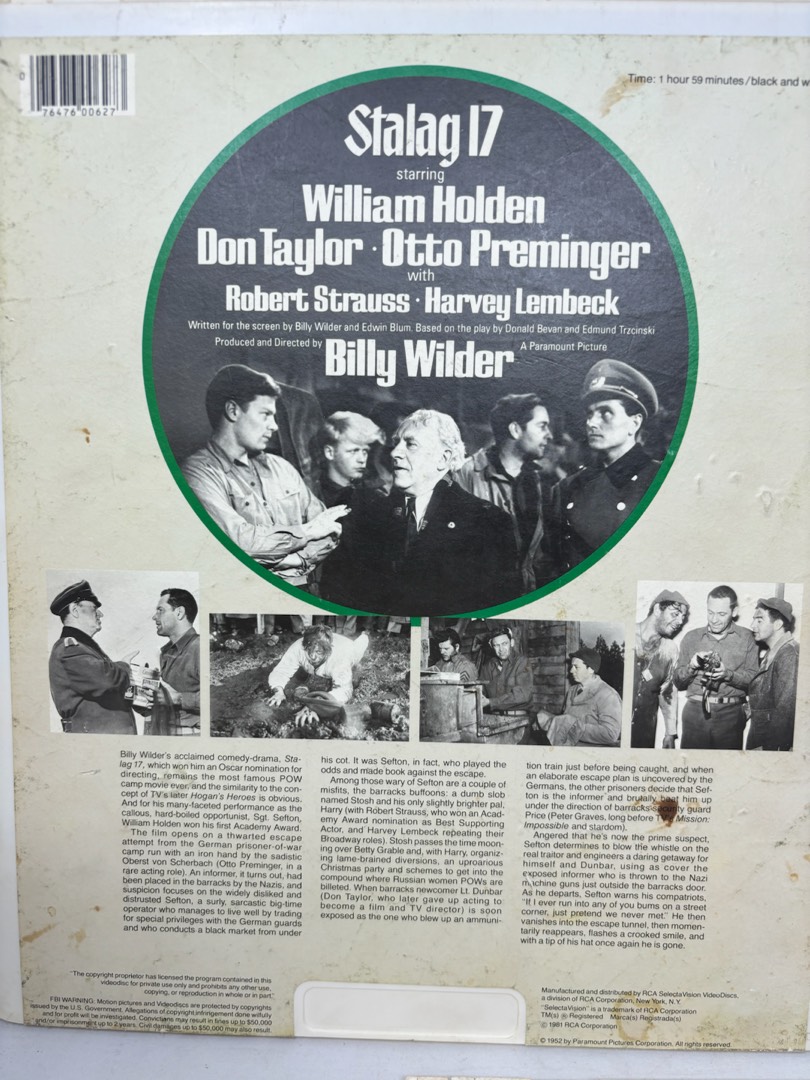 0
76476 00627
Time: 1 hour 59 minutes/black and w
Stalag 17
starring
William Holden
Don Taylor · Otto Preminger
with
Robert Strauss · Harvey Lembeck
Written for the screen by Billy Wilder and Edwin Blum. Based on the play by Donald Bevan and Edmund Trzcinski
Produced and Directed by Billy Wilder A Paramount Picture
Billy Wilder's acclaimed comedy-drama, Sta-
lag 17, which won him an Oscar nomination for
directing, remains the most famous POW
camp movie ever, and the similarity to the con-
cept of TV's later Hogan's Heroes is obvious.
And for his many-faceted performance as the
callous, hard-boiled opportunist, Sgt. Sefton,
William Holden won his first Academy Award.
The film opens on a thwarted escape
attempt from the German prisoner-of-war
camp run with an iron hand by the sadistic
Oberst von Scherbach (Otto Preminger, in a
rare acting role). An informer, it turns out, had
been placed in the barracks by the Nazis, and
suspicion focuses on the widely disliked and
distrusted Sefton, a surly, sarcastic big-time
operator who manages to live well by trading
for special privileges with the German guards
and who conducts a black market from under
his cot. It was Sefton, in fact, who played the
odds and made book against the escape.
Among those wary of Sefton are a couple of
misfits, the barracks buffoons: a dumb slob
named Stosh and his only slightly brighter pal,
Harry (with Robert Strauss, who won an Acad-
emy Award nomination as Best Supporting
Actor, and Harvey Lembeck repeating their
Broadway roles). Stosh passes the time moon-
ing over Betty Grable and, with Harry, organiz-
ing lame-brained diversions, an uproarious
Christmas party and schemes to get into the
compound where Russian women POWs are
billeted. When barracks newcomer Lt. Dunbar
(Don Taylor, who later gave up acting to
become a film and TV director) is soon
exposed as the one who blew up an ammuni-
tion train just before being caught, and when
an elaborate escape plan is uncovered by the
Germans, the other prisoners decide that Sef-
ton is the informer and brutally beat him up
under the direction of barracks security guard
Price (Peter Graves, long before TV's Mission:
Impossible and stardom).
Angered that he's now the prime suspect,
Sefton determines to blow the whistle on the
real traitor and engineers a daring getaway for
himself and Dunbar, using as cover the
exposed informer who is thrown to the Nazi
machine guns just outside the barracks door.
As he departs, Sefton warns his compatriots,
"If I ever run into any of you bums on a street
corner, just pretend we never met." He then
vanishes into the escape tunnel, then momen-
tarily reappears, flashes a crooked smile, and
with a tip of his hat once again he is gone.
"The copyright proprietor has licensed the program contained in this
videodisc for private use only and prohibits any other use,
copying, or reproduction in whole or in part."
FBI WARNING: Motion pictures and Videodiscs are protected by copyrights
issued by the U.S. Government. Allegations of copyright infringement done wilfully
and for profit will be investigated. Convictions may result in fines up to $50,000
and/or imprisonment up to 2 years. Civil damages up to $50,000 may also result.
Manufactured and distributed by RCA SelectaVision VideoDiscs,
a division of RCA Corporation, New York, N.Y.
"SelectaVision" is a trademark of RCA Corporation
TM(s) ® Registered Marca(s) Registrada(s)
© 1981 RCA Corporation
© 1952 by Paramount Pictures Corporation. All rights reserved.